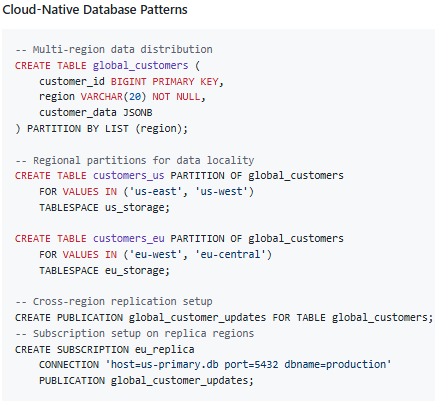 Cloud-Native Database Patterns
-- Multi-region data distribution
CREATE TABLE global_customers (
    customer_id BIGINT PRIMARY KEY,
    region VARCHAR(20) NOT NULL,
    customer_data JSONB
) PARTITION BY LIST (region);
-- Regional partitions for data locality
CREATE TABLE customers_us PARTITION OF global_customers
    FOR VALUES IN ('us-east', 'us-west')
    TABLESPACE us_storage;
CREATE TABLE customers_eu PARTITION OF global_customers
    FOR VALUES IN ('eu-west', 'eu-central')
    TABLESPACE eu_storage;
-- Cross-region replication setup
CREATE PUBLICATION global_customer_updates FOR TABLE global_customers;
-- Subscription setup on replica regions
CREATE SUBSCRIPTION eu_replica
    CONNECTION 'host=us-primary.db port=5432 dbname=production'
    PUBLICATION global_customer_updates;